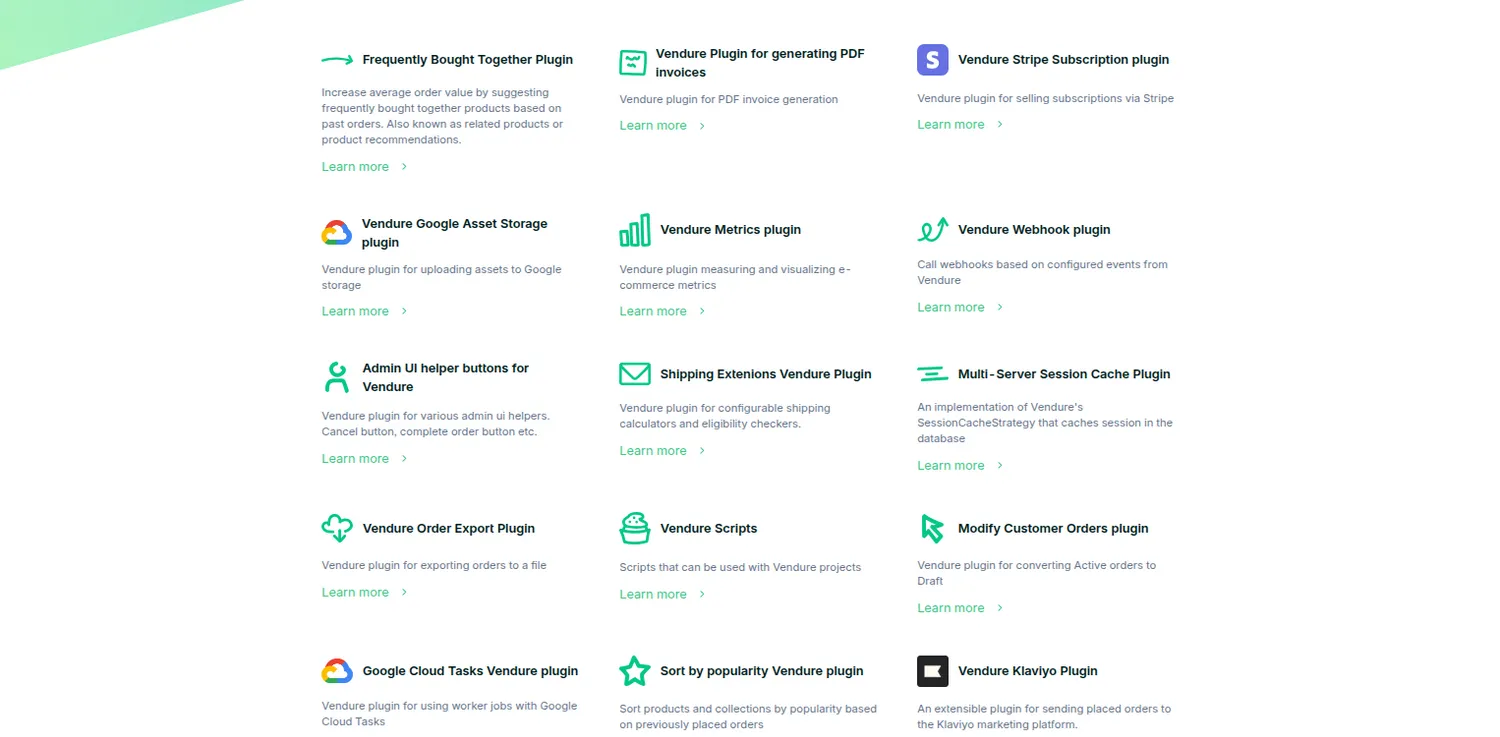 Frequently Bought Together Plugin
Increase average order value by suggesting
frequently bought together products based on
past orders. Also known as related products or
product recommendations.
Learn more
Vendure Plugin for generating PDF
invoices
Vendure plugin for PDF invoice generation
Learn more
Vendure Stripe Subscription plugin
Vendure plugin for selling subscriptions via Stripe
Learn more
Vendure Google Asset Storage
plugin
Vendure plugin for uploading assets to Google
storage
Learn more
Vendure Metrics plugin
Vendure plugin measuring and visualizing e-
commerce metrics
Learn more
Vendure Webhook plugin
Call webhooks based on configured events from
Vendure
Learn more
Admin UI helper buttons for
Vendure
Vendure plugin for various admin ui helpers.
Cancel button, complete order button etc.
Learn more
Shipping Extenions Vendure Plugin
Vendure plugin for configurable shipping
calculators and eligibility checkers.
Learn more
Multi-Server Session Cache Plugin
An implementation of Vendure's
SessionCacheStrategy that caches session in the
database
Learn more
Vendure Order Export Plugin
Vendure plugin for exporting orders to a file
Learn more
Vendure Scripts
Scripts that can be used with Vendure projects
Learn more
Modify Customer Orders plugin
Vendure plugin for converting Active orders to
Draft
Learn more
Google Cloud Tasks Vendure plugin
Vendure plugin for using worker jobs with Google
Cloud Tasks
Sort by popularity Vendure plugin
Sort products and collections by popularity based
on previously placed orders
Vendure Klaviyo Plugin
An extensible plugin for sending placed orders to
the Klaviyo marketing platform.